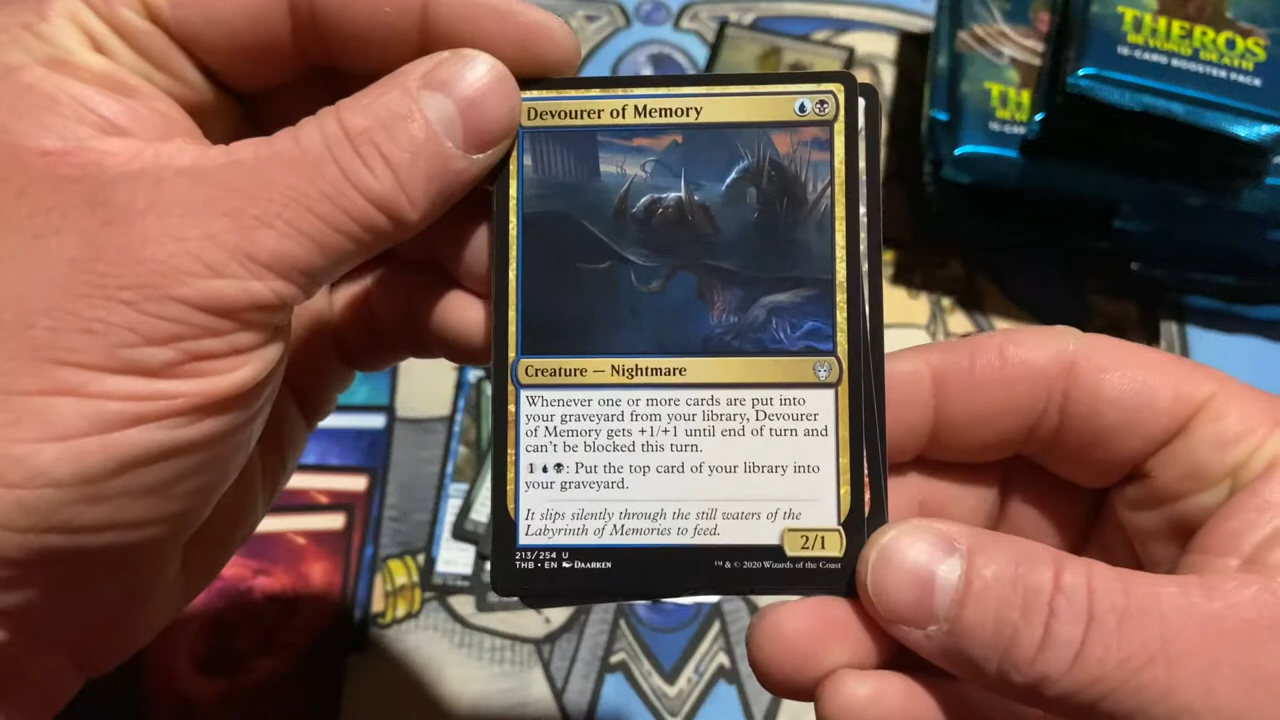 THEROS
BEYOND DEATH
15-CARD BOOSTER PACK
Devourer of Memory
Creature — Nightmare
Whenever one or more cards are put into
your graveyard from your library, Devourer
of Memory gets +1/+1 until end of turn and
can't be blocked this turn.
1 : Put the top card of your library into
your graveyard.
It slips silently through the still waters of the
Labyrinth of Memories to feed.
2/1
213/254 U
THB • EN DAARKEN
™ & © 2020 Wizards of the Coast